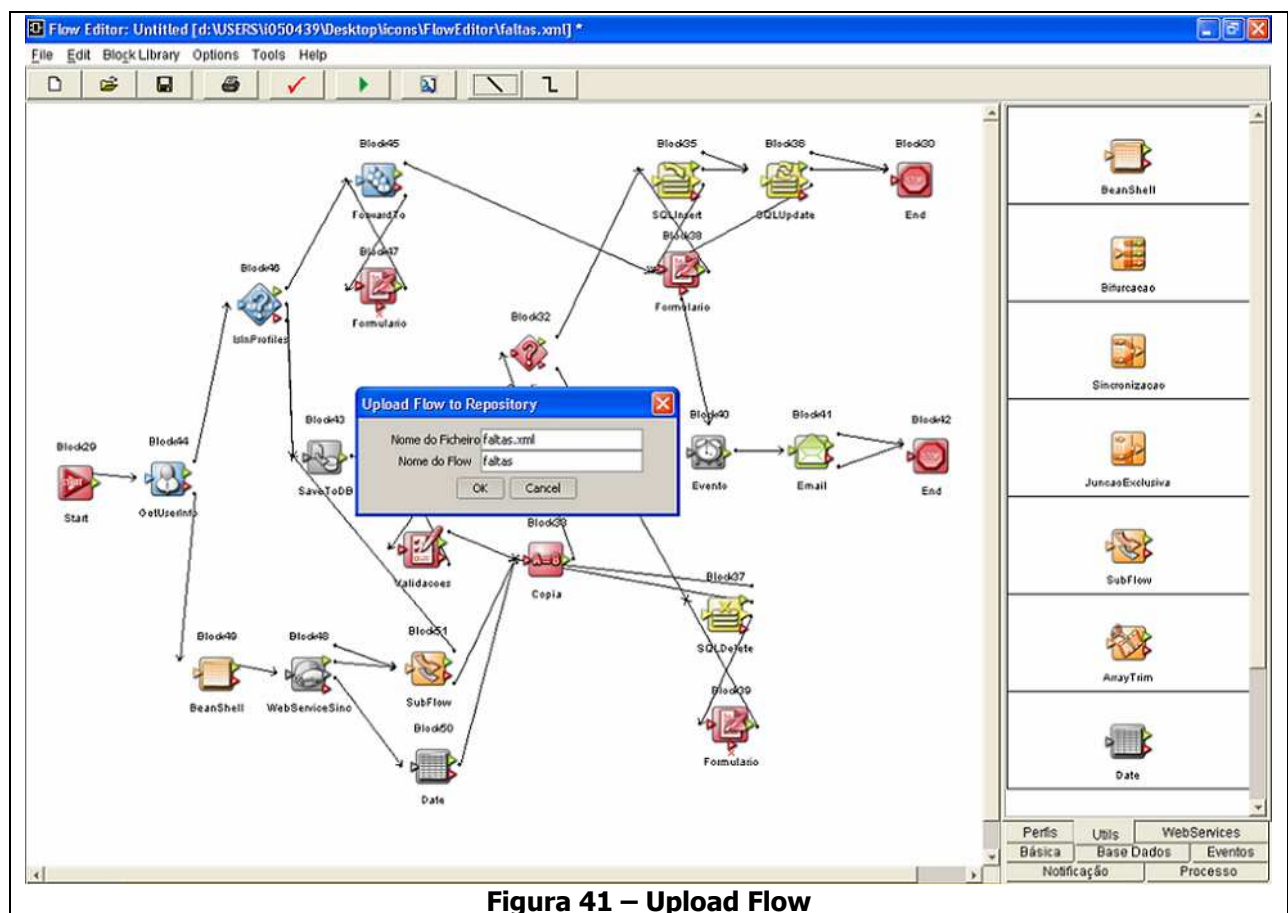 Flow Editor: Untitled [d:\USERS\i050439\Desktop\icons\FlowEditor\faltas.xml] *
File Edit Block Library Options Tools Help
Block45
ForwardTo
Block35
SQLInsert
Block36
SQLUpdate
Block30
End
Block47
Formulario
Block38
Formulario
Block46
IsInProfiles
Block32
Block43
SaveToDB
Upload Flow to Repository
Nome do Ficheiro faltas.xml
Nome do Flow faltas
OK Cancel
Block40
Evento
Block41
Email
Block42
End
Block29
Start
Block44
GetUserInfo
Validacoes
Block33
Copia
Block37
SQLDelete
Block39
Formulario
Block49
BeanShell
Block48
WebServiceSinc
Block51
SubFlow
Block50
Date
BeanShell
Bifurcacao
Sincronizacao
JuncaoExclusiva
SubFlow
ArrayTrim
Date
Perfis Utils WebServices
Básica Base Dados Eventos
Notificação Processo
Figura 41 – Upload Flow